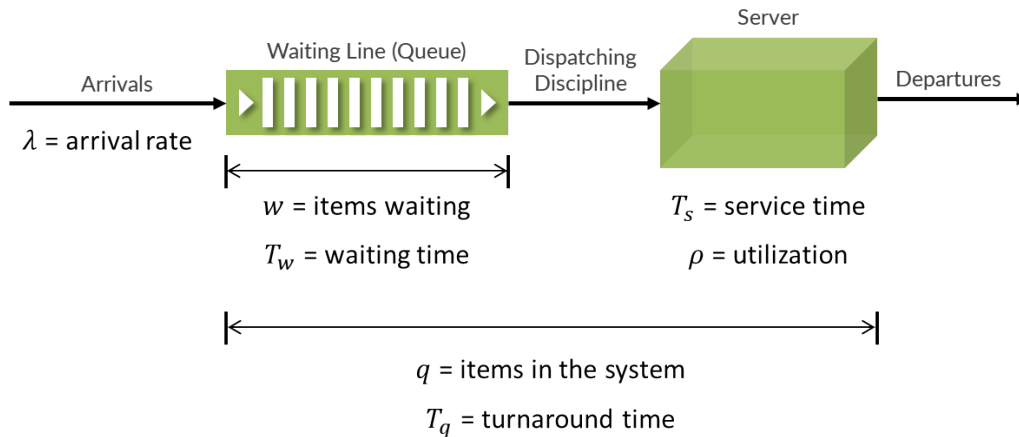 Server
Waiting Line (Queue)
Dispatching
Discipline
Arrivals
Departures
λ = arrival rate
w = items waiting
T_w = waiting time
T_s = service time
ρ = utilization
q = items in the system
T_q = turnaround time